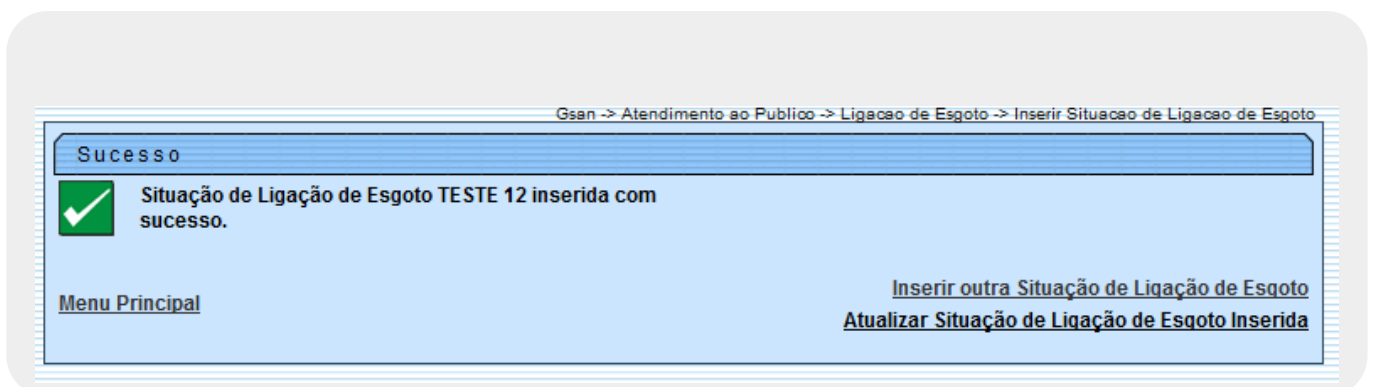 Gsan -> Atendimento ao Publico -> Ligacao de Esgoto -> Inserir Situacao de Ligacao de Esgoto
Sucesso
Situação de Ligação de Esgoto TESTE 12 inserida com
sucesso.
Inserir outra Situação de Ligação de Esgoto
Menu Principal
Atualizar Situação de Ligação de Esgoto Inserida